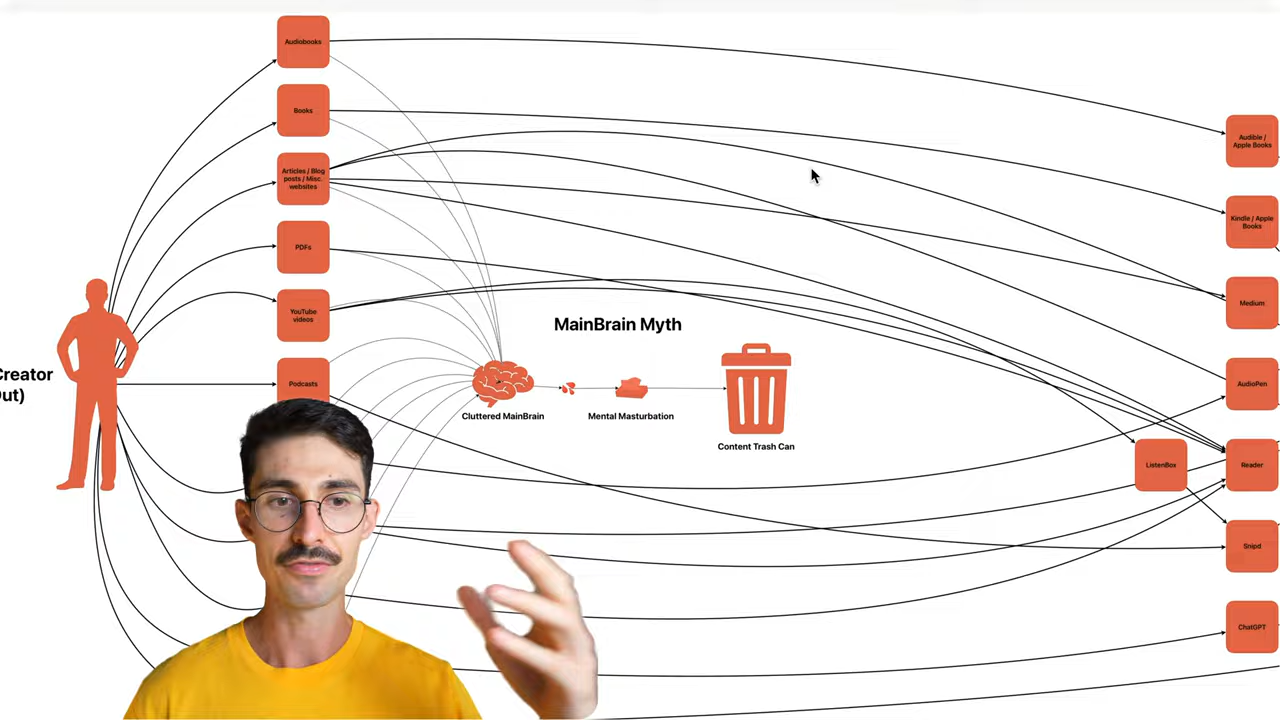 Audiobooks
Books
Articles / Blog
posts / Misc.
websites
PDFs
YouTube
videos
Podcasts
Creator
MainBrain Myth
Cluttered MainBrain
Mental Masturbation
Content Trash Can
Audible /
Apple Books
Kindle / Apple
Books
Medium
AudioPen
ListenBox
Reader
Snipd
ChatGPT